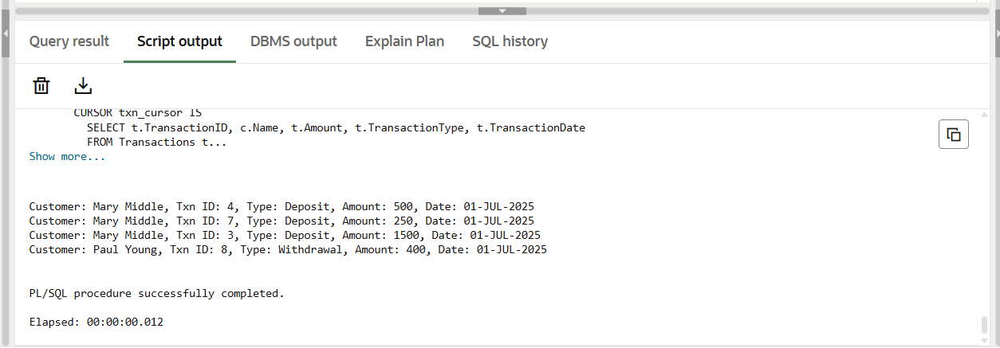 Query result Script output DBMS output Explain Plan SQL history
CURSOR txn_cursor IS
SELECT t.TransactionID, c.Name, t.Amount, t.TransactionType, t.TransactionDate
FROM Transactions t...
Show more...
Customer: Mary Middle, Txn ID: 4, Type: Deposit, Amount: 500, Date: 01-JUL-2025
Customer: Mary Middle, Txn ID: 7, Type: Deposit, Amount: 250, Date: 01-JUL-2025
Customer: Mary Middle, Txn ID: 3, Type: Deposit, Amount: 1500, Date: 01-JUL-2025
Customer: Paul Young, Txn ID: 8, Type: Withdrawal, Amount: 400, Date: 01-JUL-2025
PL/SQL procedure successfully completed.
Elapsed: 00:00:00.012